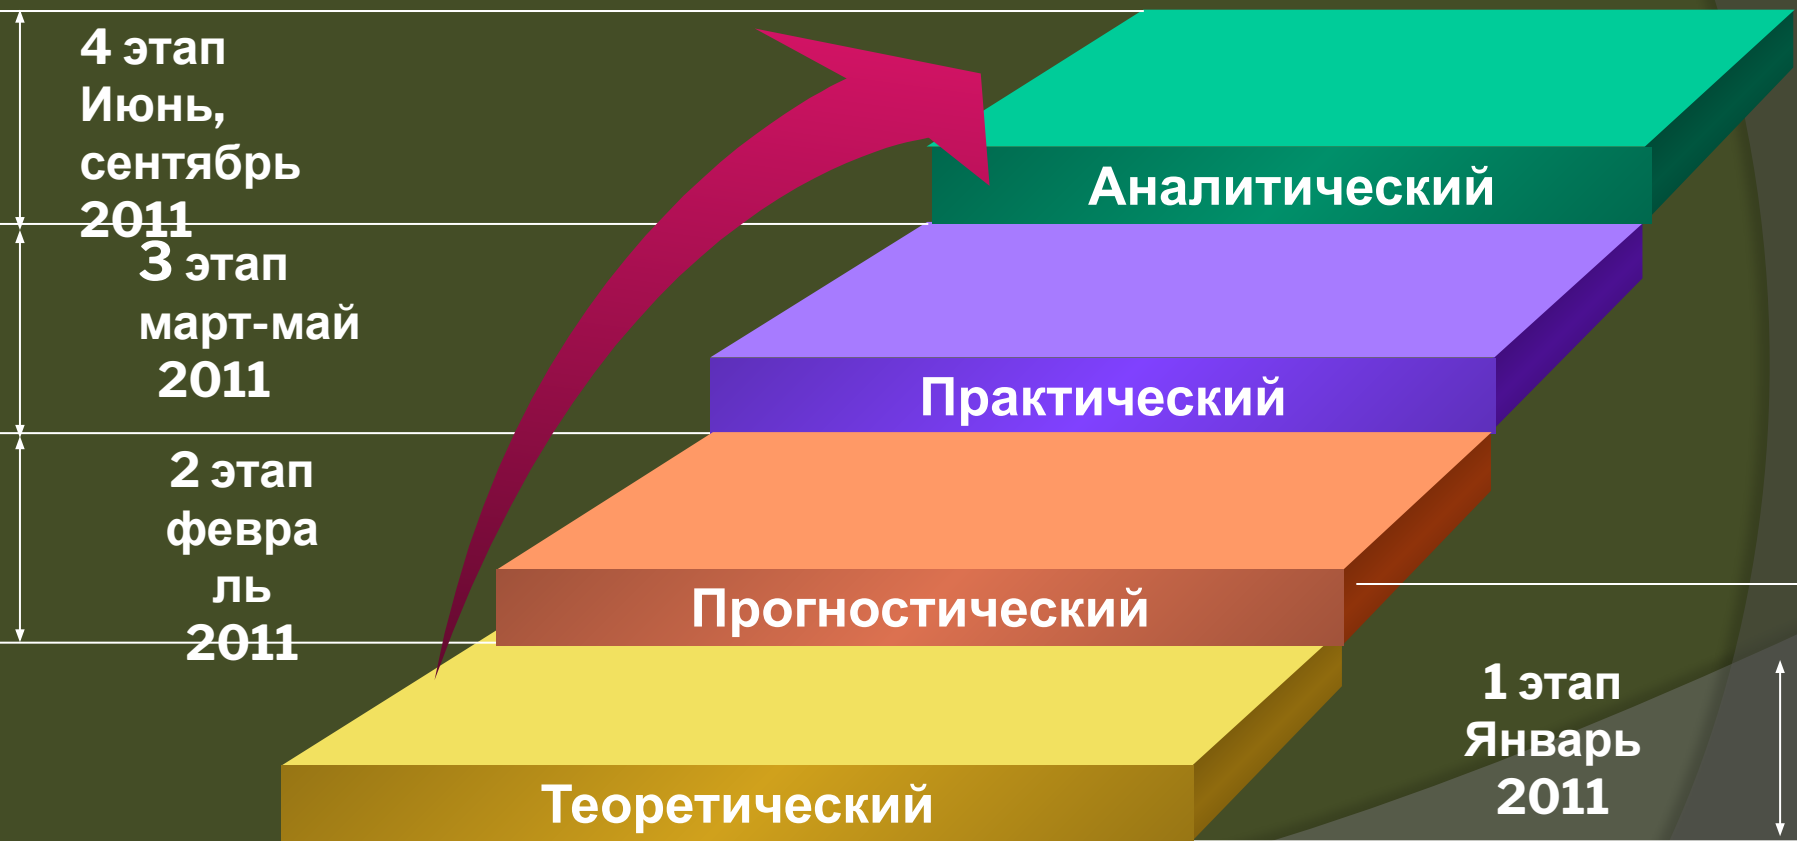 4 этап
Июнь,
сентябрь
2011
Аналитический
3 этап
март-май
2011
Практический
2 этап
февра
ль
2011
Прогностический
1 этап
Январь
2011
Теоретический